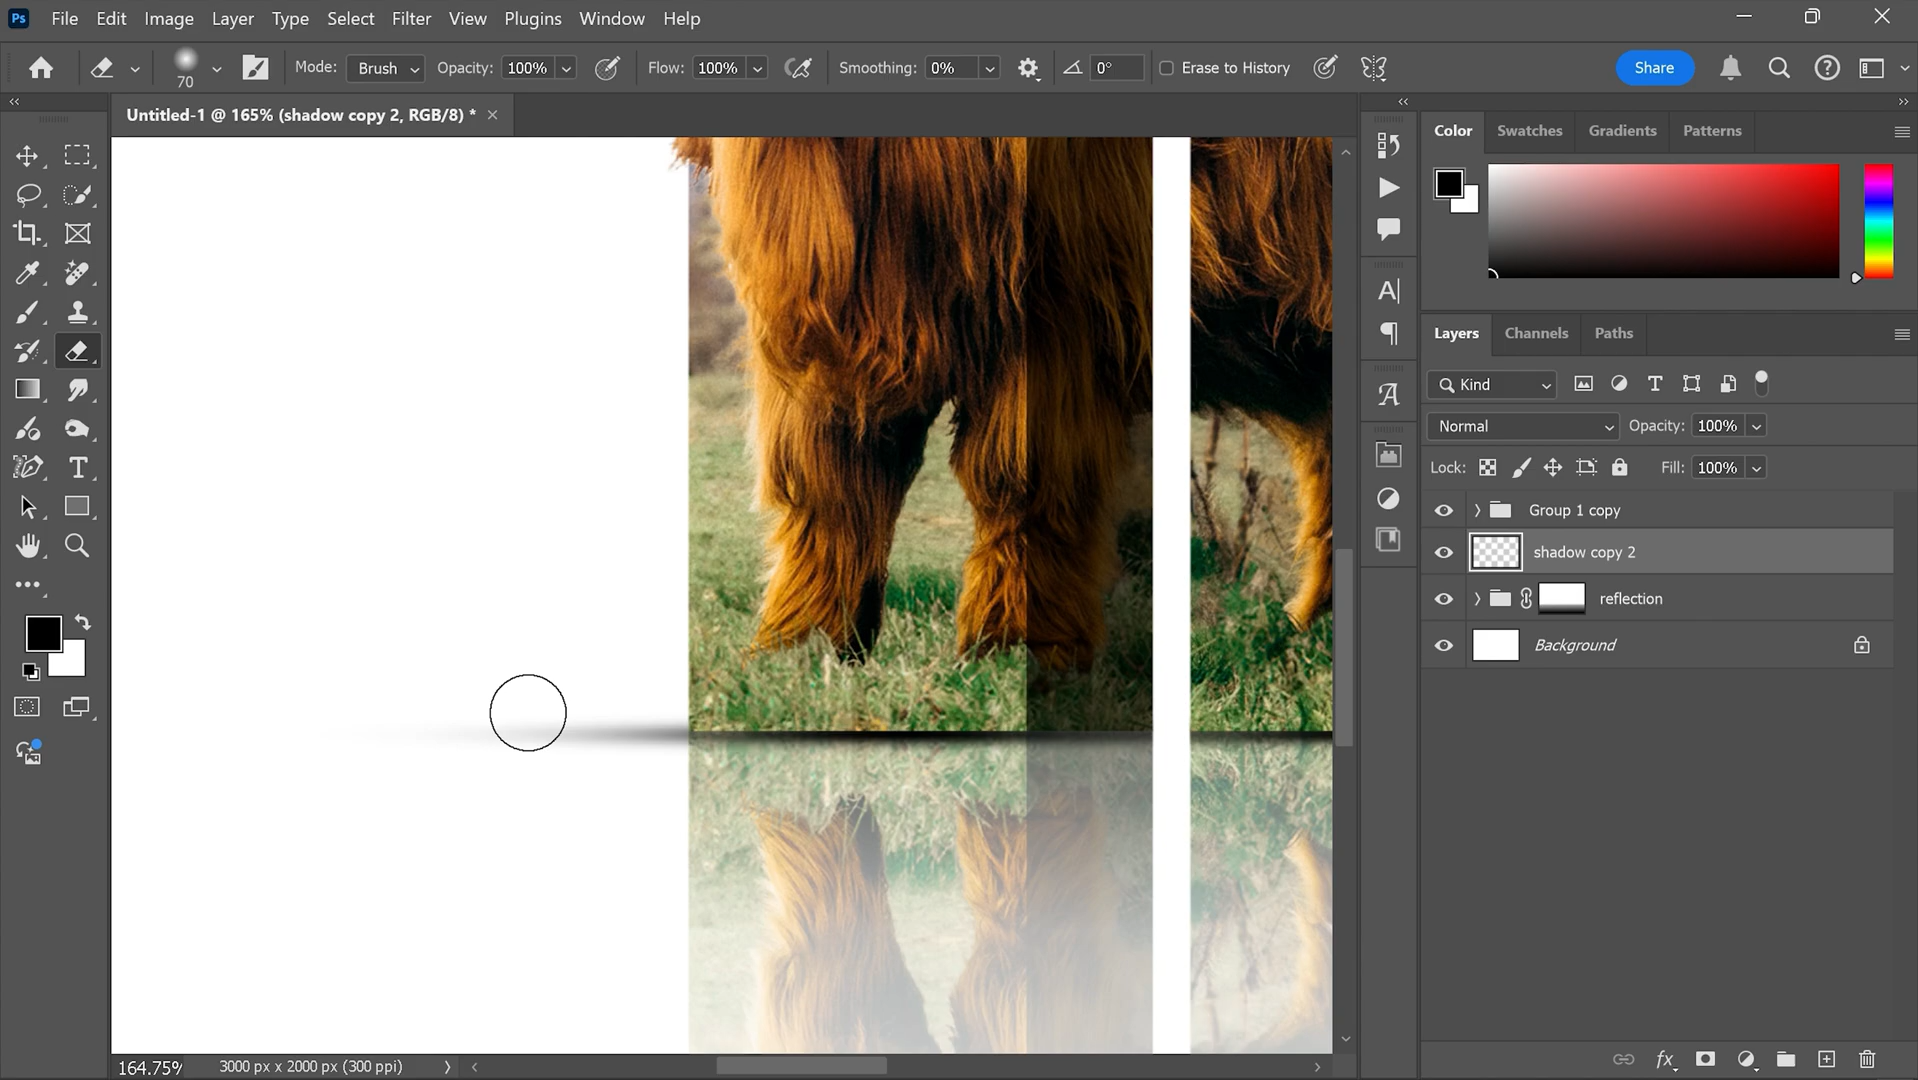 Ps File Edit Image Layer Type Select Filter View Plugins Window Help
70 Mode: Brush Opacity: 100% Flow: 100% Smoothing: 0% 0° Erase to History Share
Untitled-1 @ 165% (shadow copy 2, RGB/8) *
Color Swatches Gradients Patterns
Layers Channels Paths
Kind
Normal Opacity: 100%
Lock: Fill: 100%
Group 1 copy
shadow copy 2
reflection
Background
164.75% 3000 px x 2000 px (300 ppi)